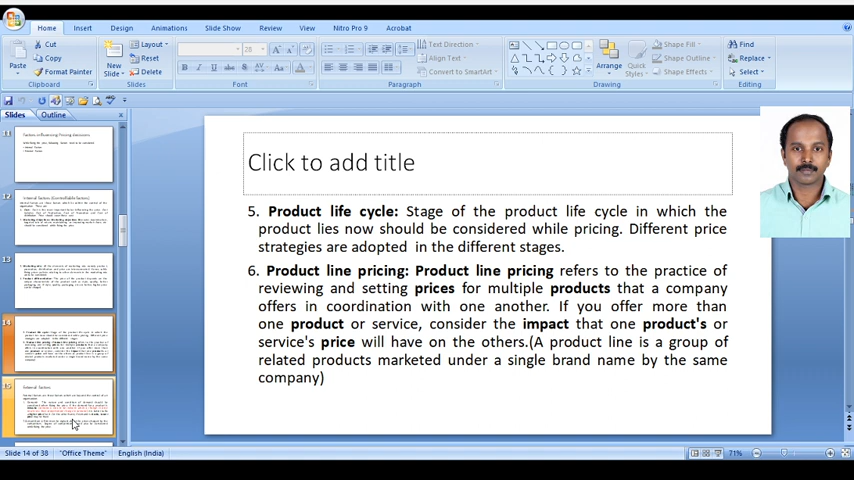 Home Insert Design Animations Slide Show Review View Nitro Pro 9 Acrobat
Paste
Cut
Copy
Format Painter
Clipboard
New
Slide
Layout
Reset
Delete
Slides
28
Font
Text Direction
Align Text
Convert to SmartArt
Paragraph
Arrange
Quick
Styles
Shape Fill
Shape Outline
Shape Effects
Drawing
Find
Replace
Select
Editing
Slides Outline
11
12
13
14
15
External factors
Click to add title
5. Product life cycle: Stage of the product life cycle in which the
product lies now should be considered while pricing. Different price
strategies are adopted in the different stages.
6. Product line pricing: Product line pricing refers to the practice of
reviewing and setting prices for multiple products that a company
offers in coordination with one another. If you offer more than
one product or service, consider the impact that one product's or
service's price will have on the others.(A product line is a group of
related products marketed under a single brand name by the same
company)
Slide 14 of 38 "Office Theme" English (India) 71%